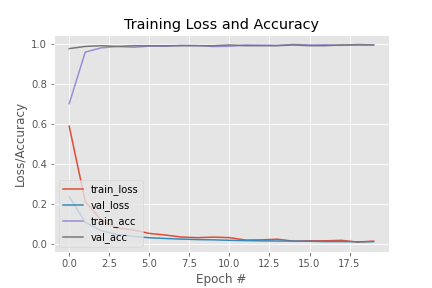 Training Loss and Accuracy
Loss/Accuracy
1.0
0.8
0.6
0.4
0.2
0.0
train_loss
val_loss
train_acc
val_acc
0.0 2.5 5.0 7.5 10.0 12.5 15.0 17.5
Epoch #